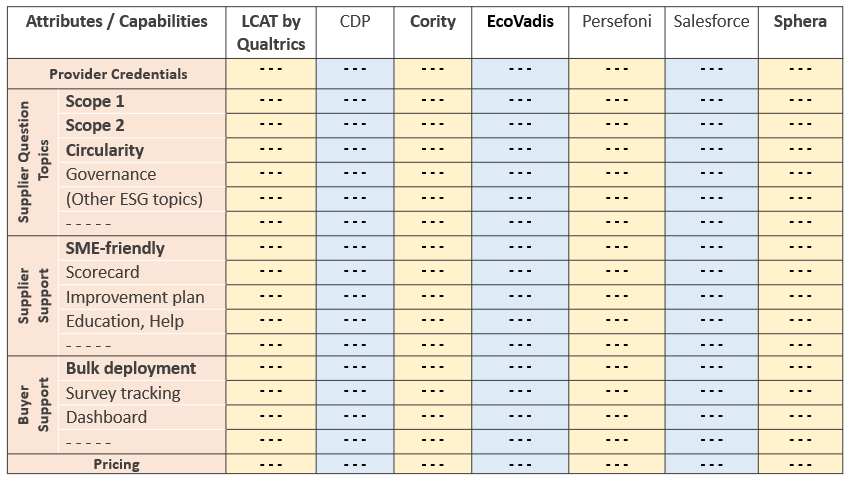 Attributes / Capabilities LCAT by Qualtrics CDP Cority EcoVadis Persefoni Salesforce Sphera
Provider Credentials --- --- --- --- --- --- ---
Supplier Question Topics
Scope 1 --- --- --- --- --- --- ---
Scope 2 --- --- --- --- --- --- ---
Circularity --- --- --- --- --- --- ---
Governance --- --- --- --- --- --- ---
(Other ESG topics) --- --- --- --- --- --- ---
- - - - - --- --- --- --- --- --- ---
Supplier Support
SME-friendly --- --- --- --- --- --- ---
Scorecard --- --- --- --- --- --- ---
Improvement plan --- --- --- --- --- --- ---
Education, Help --- --- --- --- --- --- ---
- - - - - --- --- --- --- --- --- ---
Buyer Support
Bulk deployment --- --- --- --- --- --- ---
Survey tracking --- --- --- --- --- --- ---
Dashboard --- --- --- --- --- --- ---
- - - - - --- --- --- --- --- --- ---
Pricing --- --- --- --- --- --- ---